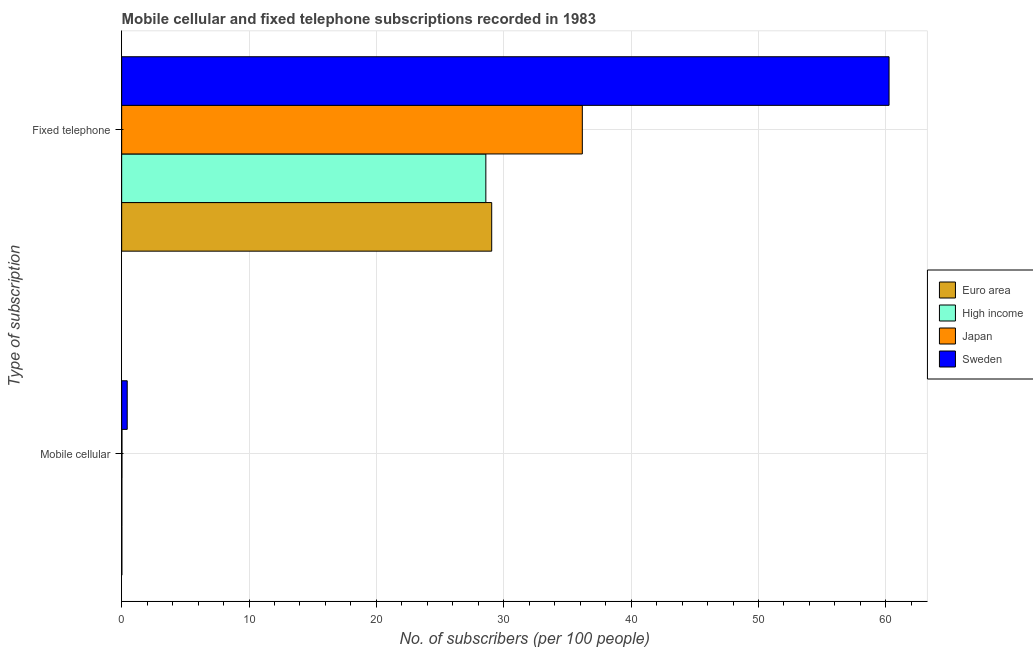 Mobile cellular and fixed telephone subscriptions recorded in 1983
Type of subscription
Fixed telephone
Mobile cellular
0 10 20 30 40 50 60
No. of subscribers (per 100 people)
Euro area
High income
Japan
Sweden